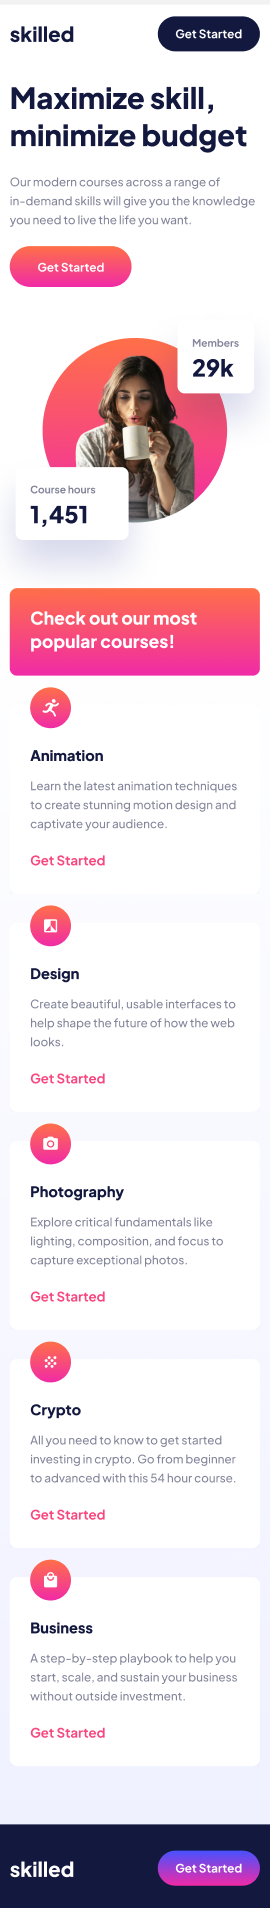 skilled
Get Started
Maximize skill,
minimize budget
Our modern courses across a range of
in-demand skills will give you the knowledge
you need to live the life you want.
Get Started
Members
29k
Course hours
1,451
Check out our most
popular courses!
Animation
Learn the latest animation techniques
to create stunning motion design and
captivate your audience.
Get Started
Design
Create beautiful, usable interfaces to
help shape the future of how the web
looks.
Get Started
Photography
Explore critical fundamentals like
lighting, composition, and focus to
capture exceptional photos.
Get Started
Crypto
All you need to know to get started
investing in crypto. Go from beginner
to advanced with this 54 hour course.
Get Started
Business
A step-by-step playbook to help you
start, scale, and sustain your business
without outside investment.
Get Started
skilled
Get Started